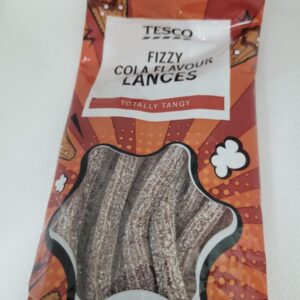 TESCO
FIZZY
COLA FLAVOUR
LANCES
TOTALLY TANGY